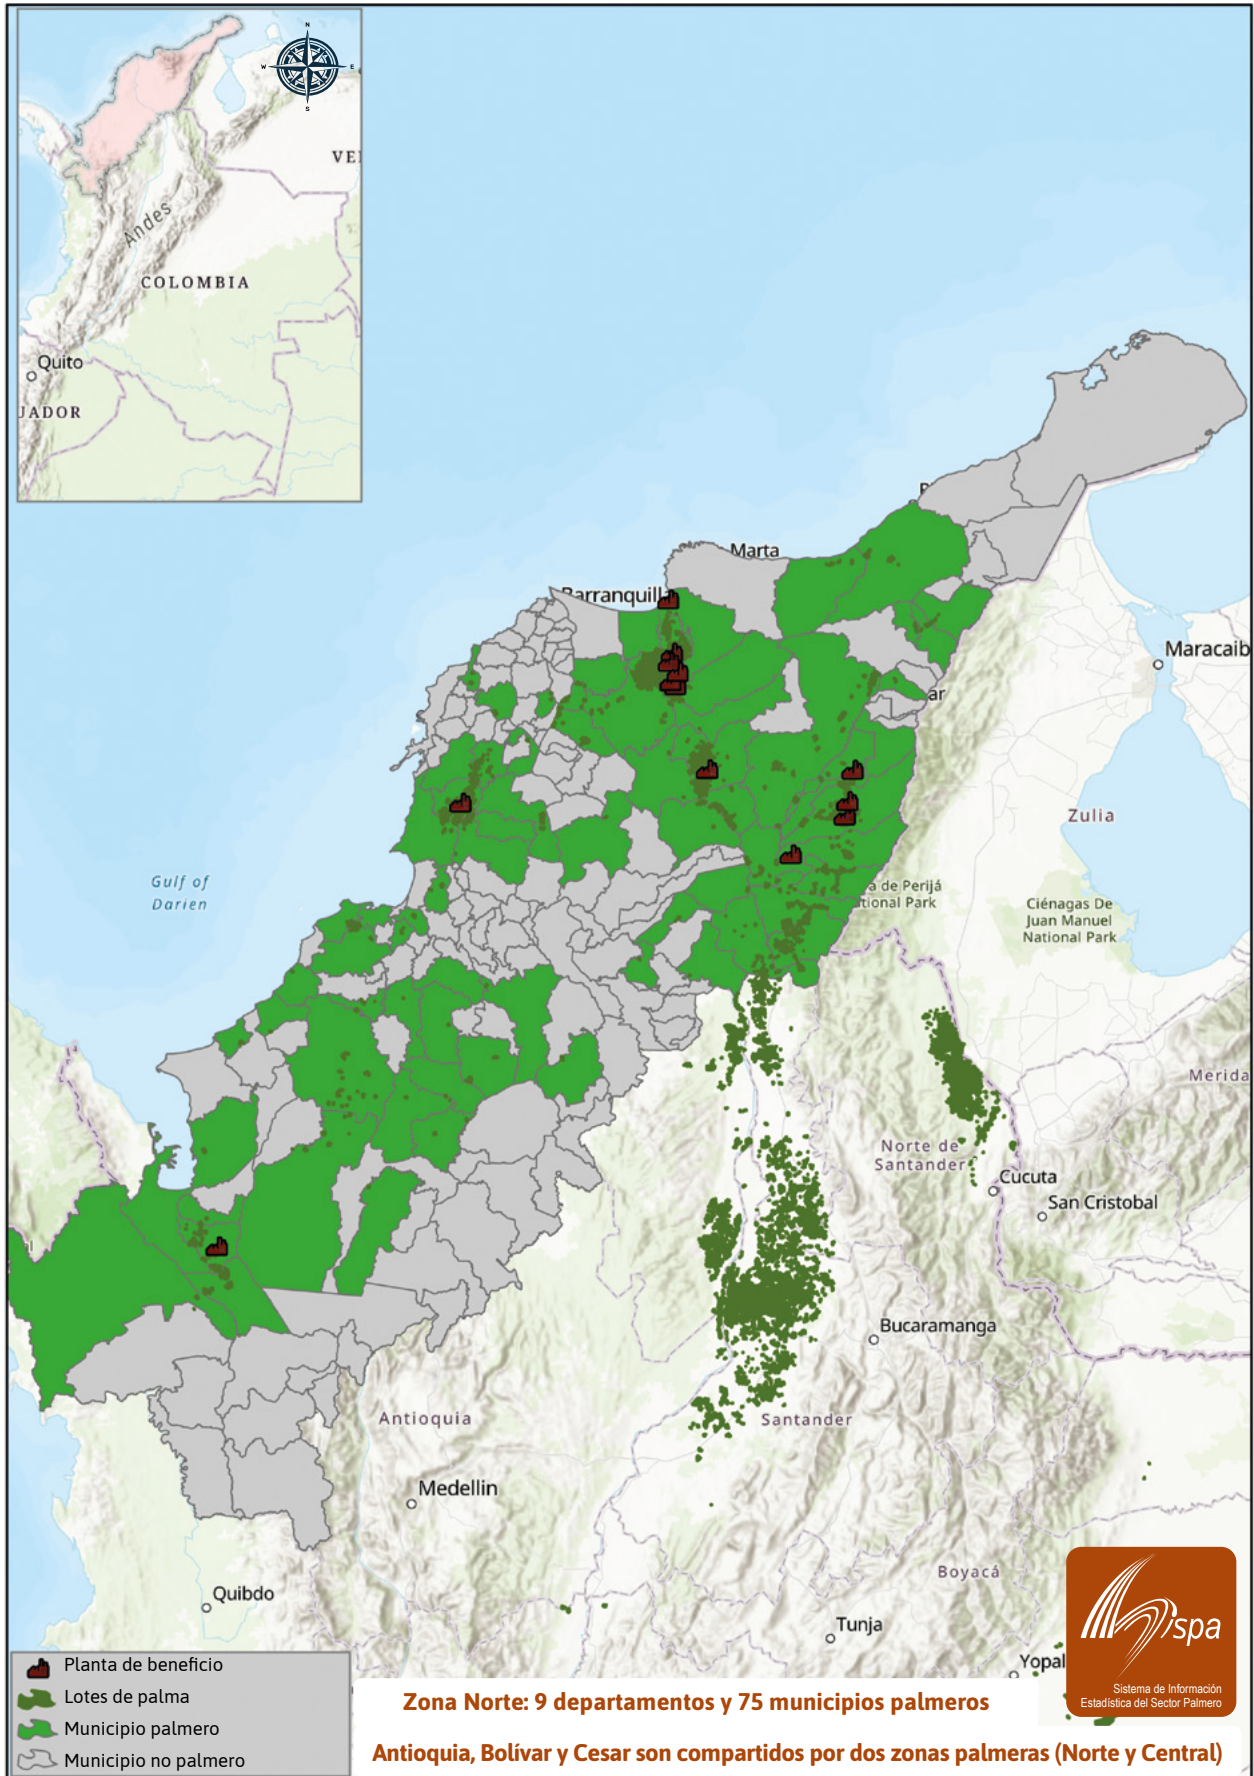 N
W
E
S
VE
Andes
COLOMBIA
Quito
JADOR
Marta
Barranquill
Maracaib
ar
Zulia
Gulf of
Darien
a de Perijá
tional Park
Ciénagas De
Juan Manuel
National Park
Merida
Norte de
Santander
Cucuta
San Cristobal
Bucaramanga
Antioquia
Santander
Medellin
Boyacá
Quibdo
Tunja
Yopal
hispa
Sistema de Información
Estadística del Sector Palmero
Planta de beneficio
Lotes de palma
Municipio palmero
Municipio no palmero
Zona Norte: 9 departamentos y 75 municipios palmeros
Antioquia, Bolívar y Cesar son compartidos por dos zonas palmeras (Norte y Central)